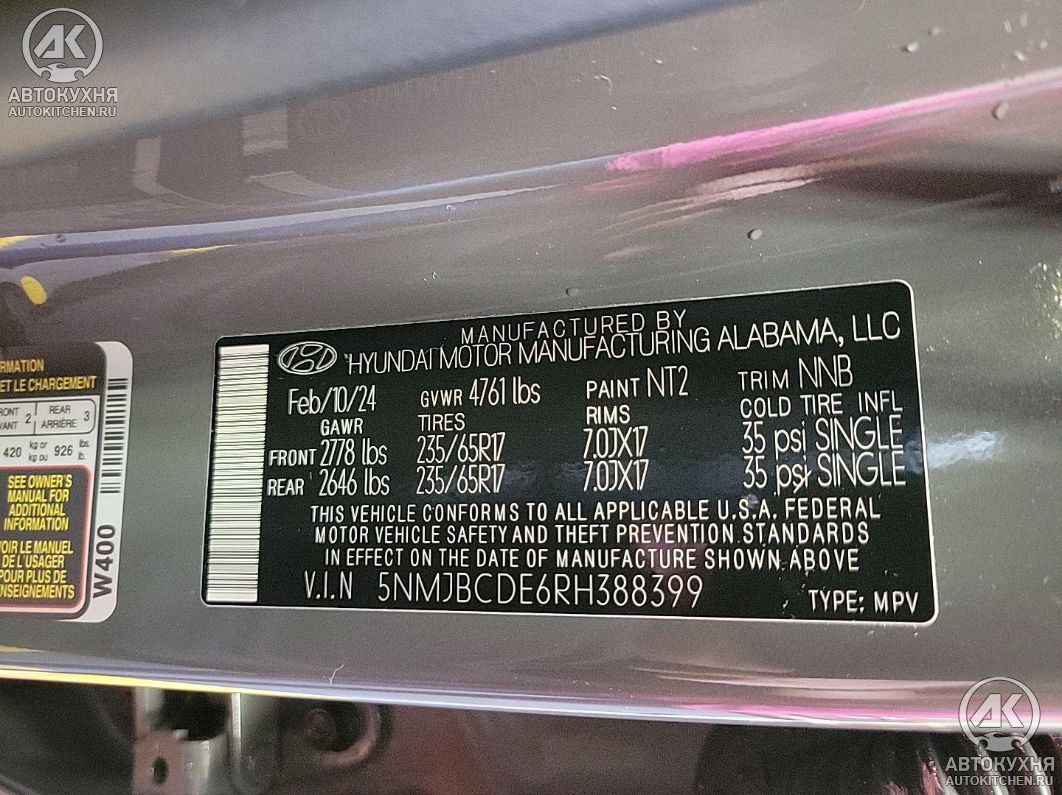 АК
АВТОКУХНЯ
AUTOKITCHEN.RU
MANUFACTURED BY
HYUNDAI MOTOR MANUFACTURING ALABAMA, LLC
Feb/10/24 GVWR 4761 lbs PAINT NT2 TRIM NNB
GAWR TIRES RIMS COLD TIRE INFL
FRONT 2778 lbs 235/65R17 7.0JX17 35 psi SINGLE
REAR 2646 lbs 235/65R17 7.0JX17 35 psi SINGLE
THIS VEHICLE CONFORMS TO ALL APPLICABLE U.S.A. FEDERAL
MOTOR VEHICLE SAFETY AND THEFT PREVENTION STANDARDS
IN EFFECT ON THE DATE OF MANUFACTURE SHOWN ABOVE
V.I.N 5NMJBCDE6RH388399 TYPE: MPV
ET LE CHARGEMENT
2 REAR 3
ARRIÈRE
420 kg or 926 lbs.
kg ou lb.
SEE OWNER'S
MANUAL FOR
ADDITIONAL
INFORMATION
LE MANUEL
DE L'USAGER
POUR PLUS DE
W400
АК
АВТОКУХНЯ
AUTOKITCHEN.RU